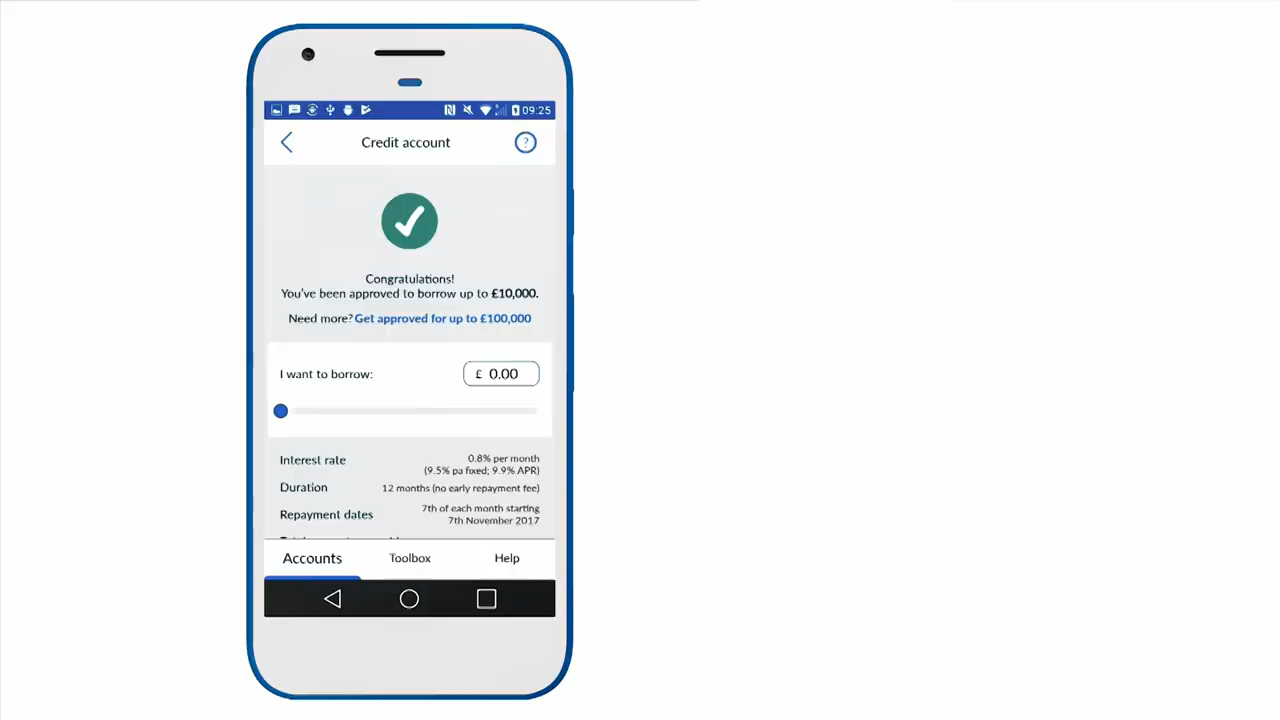 09:25
Credit account
?
Congratulations!
You've been approved to borrow up to £10,000.
Need more? Get approved for up to £100,000
I want to borrow:
£ 0.00
Interest rate
0.8% per month
(9.5% pa fixed; 9.9% APR)
Duration
12 months (no early repayment fee)
Repayment dates
7th of each month starting
7th November 2017
Accounts
Toolbox
Help